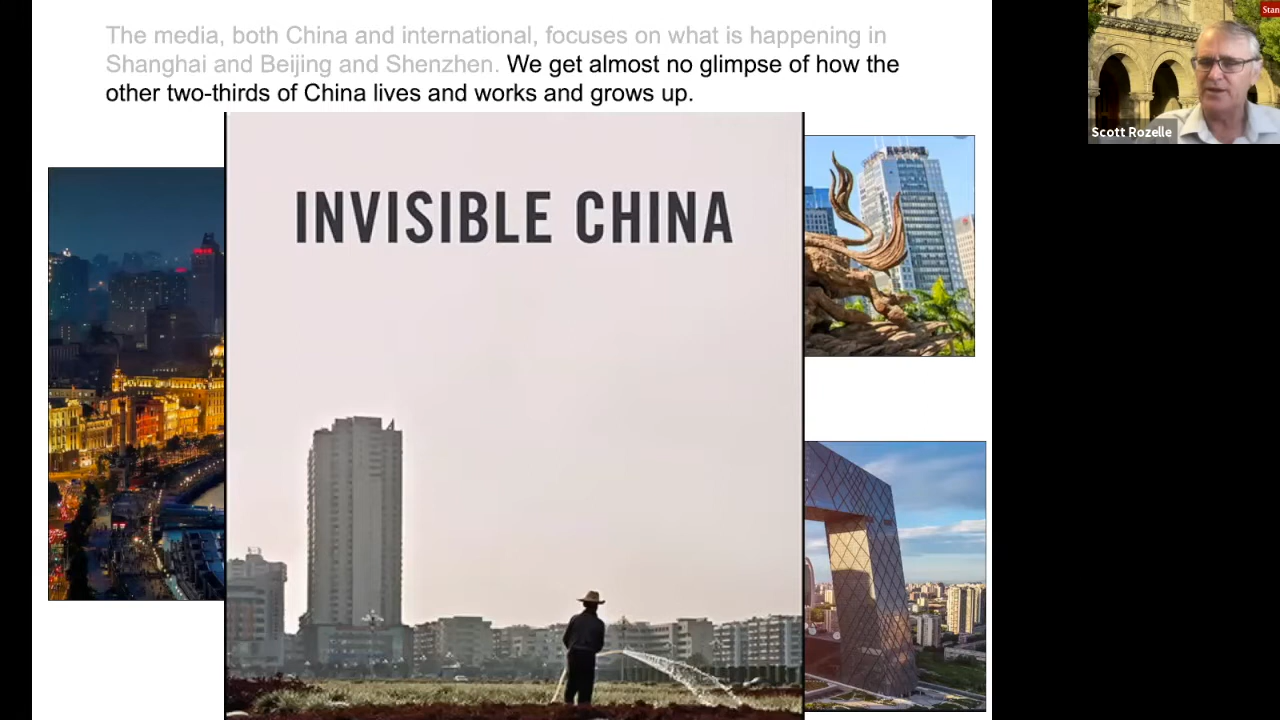 The media, both China and international, focuses on what is happening in
Shanghai and Beijing and Shenzhen. We get almost no glimpse of how the
other two-thirds of China lives and works and grows up.
INVISIBLE CHINA
Stan
Scott Rozelle